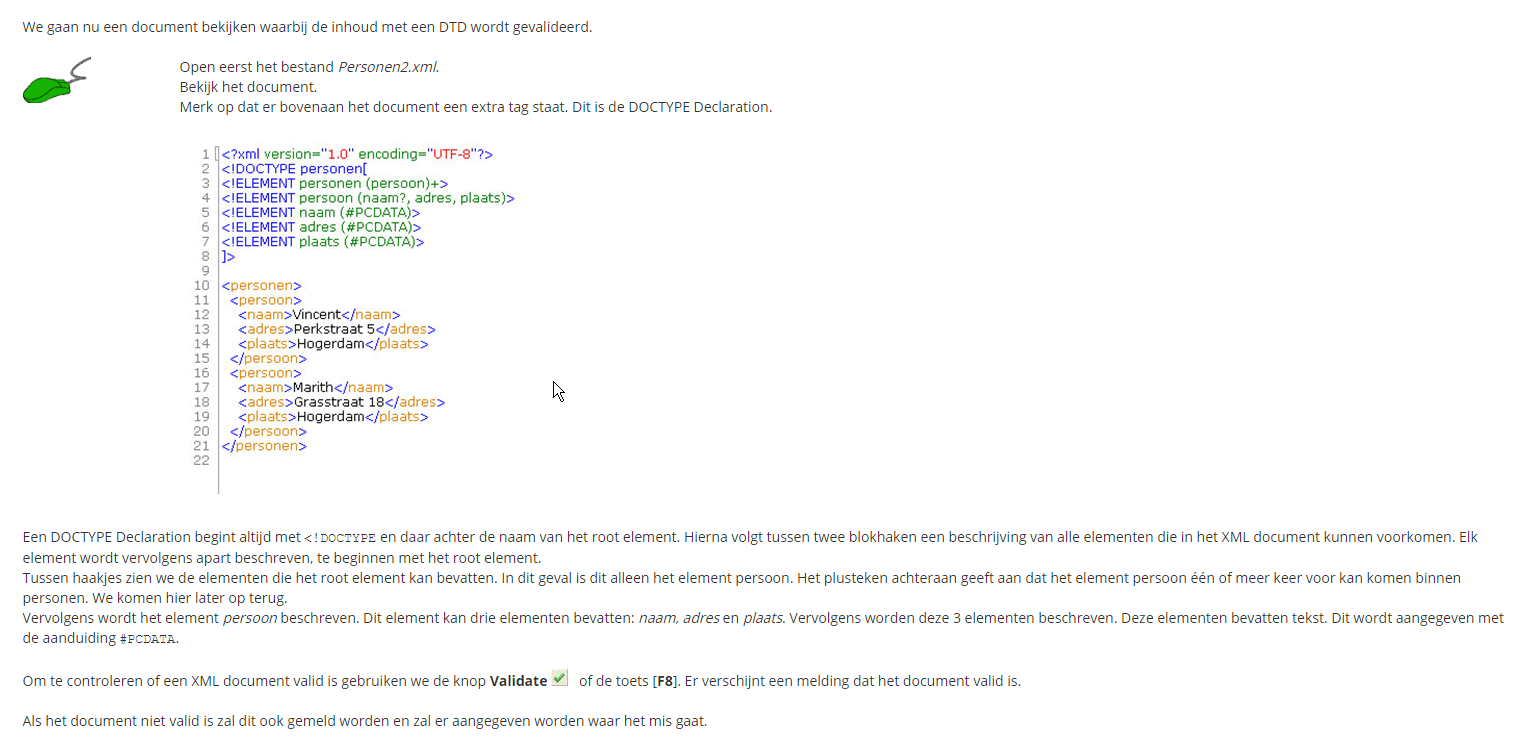 We gaan nu een document bekijken waarbij de inhoud met een DTD wordt gevalideerd.
Open eerst het bestand Personen2.xml.
Bekijk het document.
Merk op dat er bovenaan het document een extra tag staat. Dit is de DOCTYPE Declaration.
1 <?xml version="1.0" encoding="UTF-8"?>
2 <!DOCTYPE personen[
3 <!ELEMENT personen (persoon)+>
4 <!ELEMENT persoon (naam?, adres, plaats)>
5 <!ELEMENT naam (#PCDATA)>
6 <!ELEMENT adres (#PCDATA)>
7 <!ELEMENT plaats (#PCDATA)>
8 ]>
9
10 <personen>
11 <persoon>
12 <naam>Vincent</naam>
13 <adres>Perkstraat 5</adres>
14 <plaats>Hogerdam</plaats>
15 </persoon>
16 <persoon>
17 <naam>Marith</naam>
18 <adres>Grasstraat 18</adres>
19 <plaats>Hogerdam</plaats>
20 </persoon>
21 </personen>
22
Een DOCTYPE Declaration begint altijd met <!DOCTYPE en daar achter de naam van het root element. Hierna volgt tussen twee blokhaken een beschrijving van alle elementen die in het XML document kunnen voorkomen. Elk
element wordt vervolgens apart beschreven, te beginnen met het root element.
Tussen haakjes zien we de elementen die het root element kan bevatten. In dit geval is dit alleen het element persoon. Het plusteken achteraan geeft aan dat het element persoon één of meer keer voor kan komen binnen
personen. We komen hier later op terug.
Vervolgens wordt het element persoon beschreven. Dit element kan drie elementen bevatten: naam, adres en plaats. Vervolgens worden deze 3 elementen beschreven. Deze elementen bevatten tekst. Dit wordt aangegeven met
de aanduiding #PCDATA.
Om te controleren of een XML document valid is gebruiken we de knop Validate of de toets [F8]. Er verschijnt een melding dat het document valid is.
Als het document niet valid is zal dit ook gemeld worden en zal er aangegeven worden waar het mis gaat.